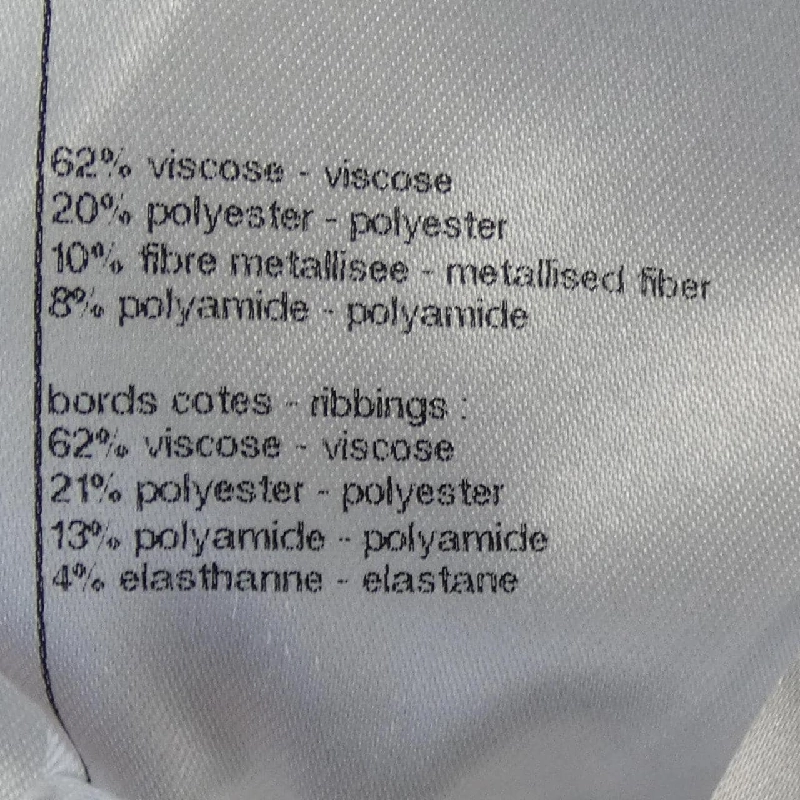 62% viscose - viscose
20% polyester - polyester
10% fibre metallisee - metallised fiber
8% polyamide - polyamide
bords cotes - ribbings :
62% viscose - viscose
21% polyester - polyester
13% polyamide - polyamide
4% elasthanne - elastane